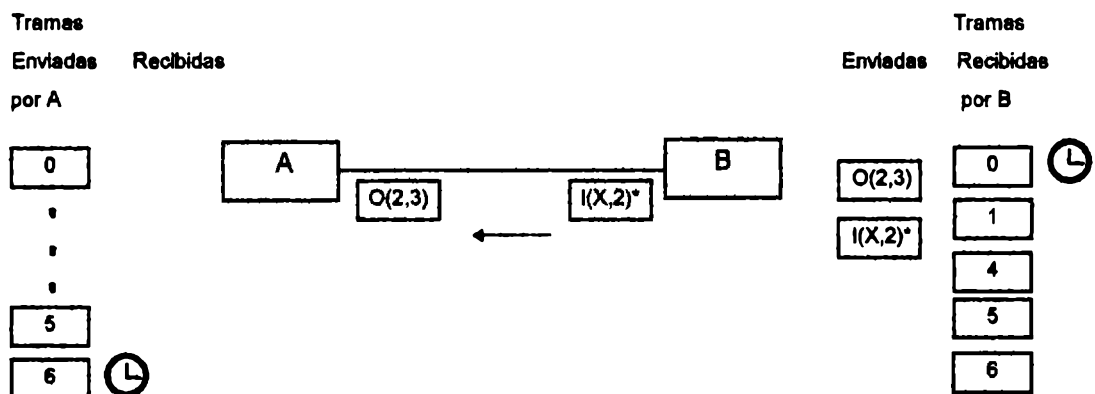 Tramas
Enviadas Recibidas
por A
0
5
6
A
B
O(2,3)
I(X,2)*
Tramas
Enviadas Recibidas
por B
O(2,3)
I(X,2)*
0
1
4
5
6